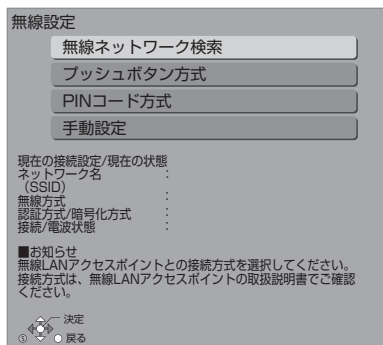 無線設定
無線ネットワーク検索
プッシュボタン方式
PINコード方式
手動設定
現在の接続設定/現在の状態
ネットワーク名 :
(SSID)
無線方式 :
認証方式/暗号化方式 :
接続/電波状態 :
■お知らせ
無線LANアクセスポイントとの接続方式を選択してください。
接続方式は、無線LANアクセスポイントの取扱説明書でご確認
ください。
決定
Ⓢ 戻る